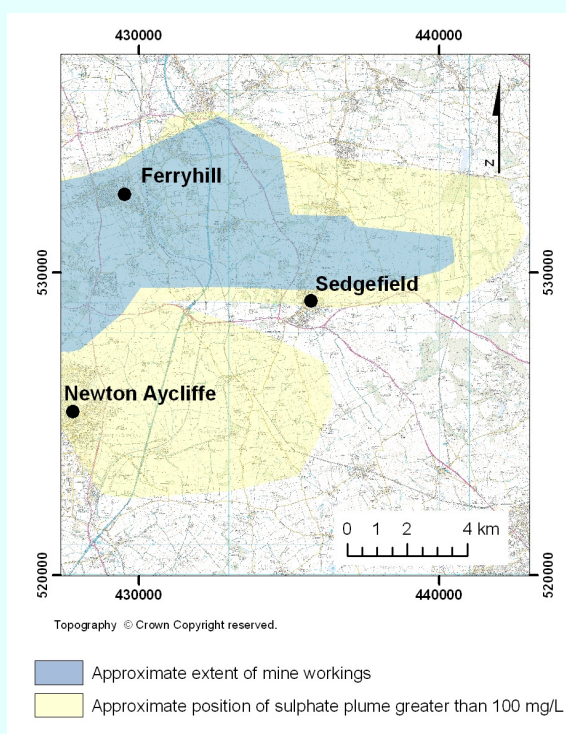 430000 440000
N
Ferryhill
530000 530000
Sedgefield
Newton Aycliffe
0 1 2 4 km
520000 520000
430000 440000
Topography © Crown Copyright reserved.
Approximate extent of mine workings
Approximate position of sulphate plume greater than 100 mg/L